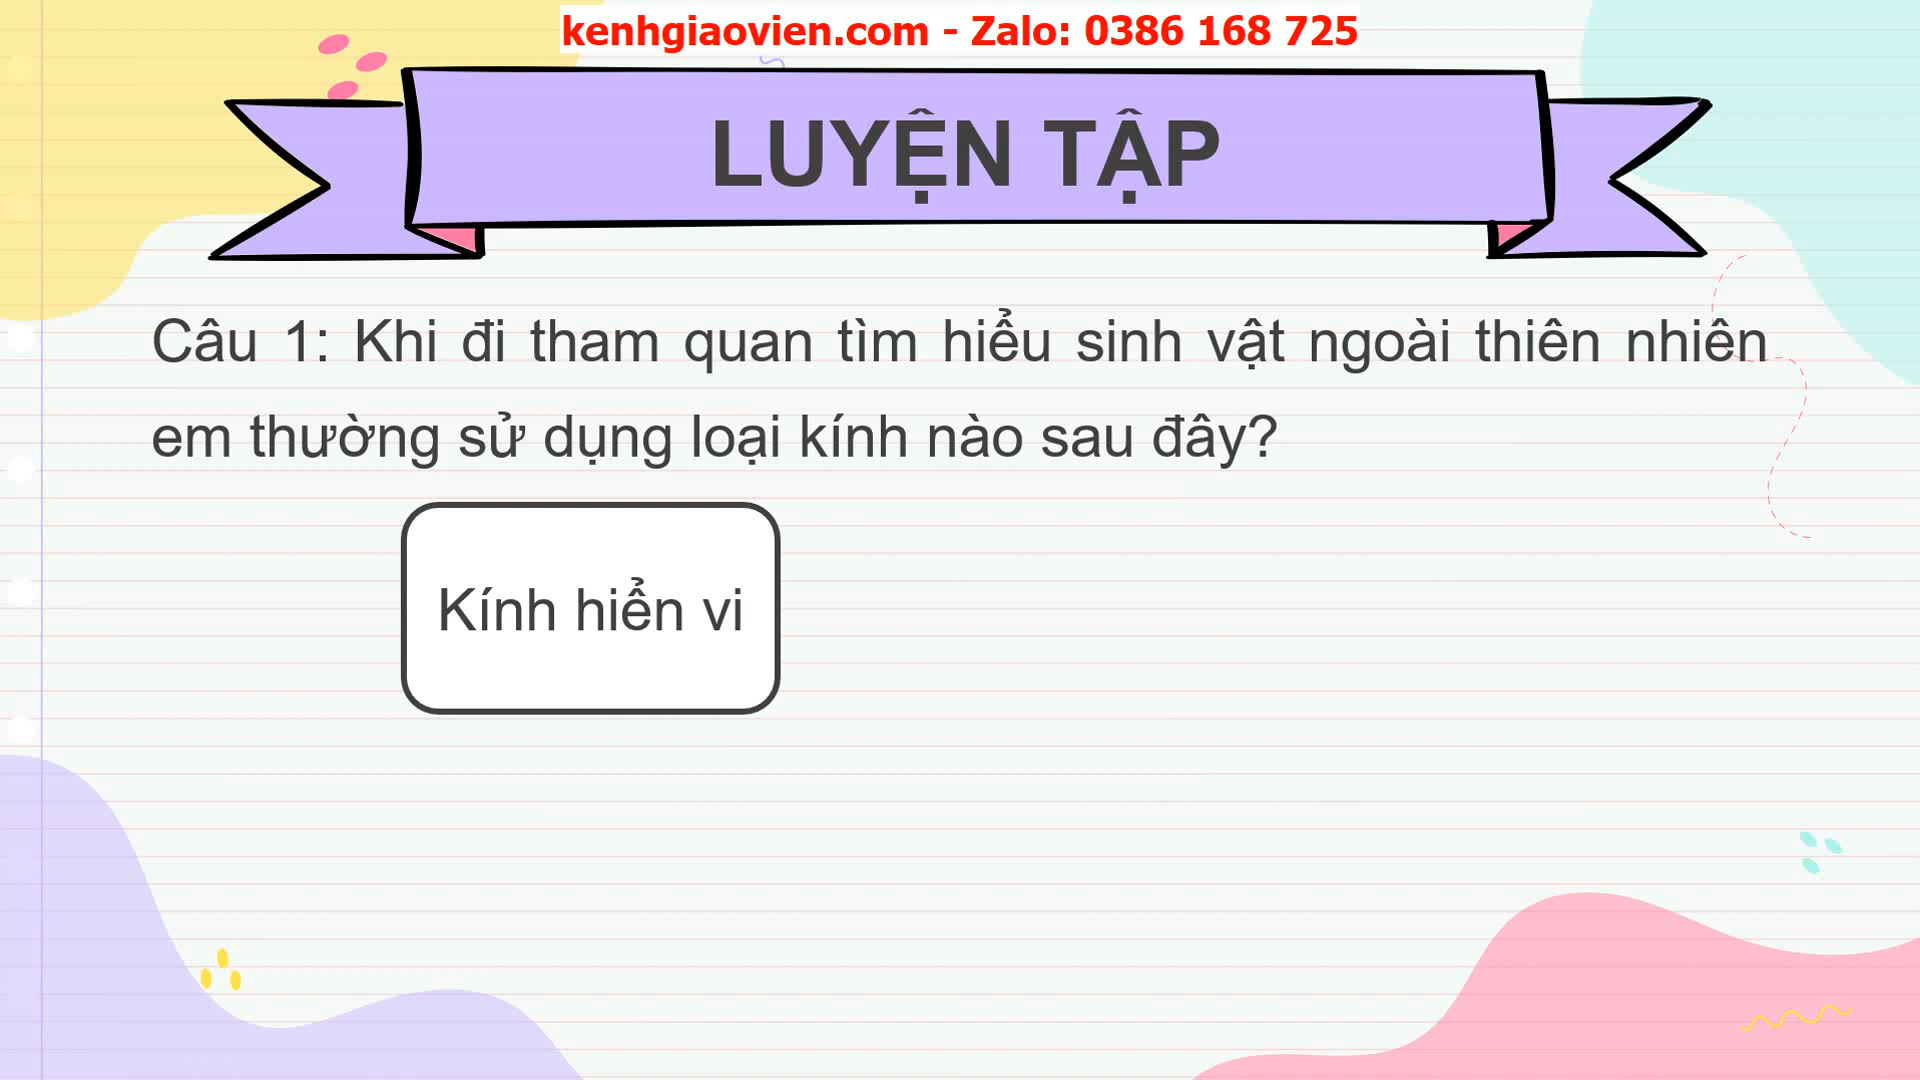 kenhgiaovien.com - Zalo: 0386 168 725
LUYỆN TẬP
Câu 1: Khi đi tham quan tìm hiểu sinh vật ngoài thiên nhiên
em thường sử dụng loại kính nào sau đây?
Kính hiển vi